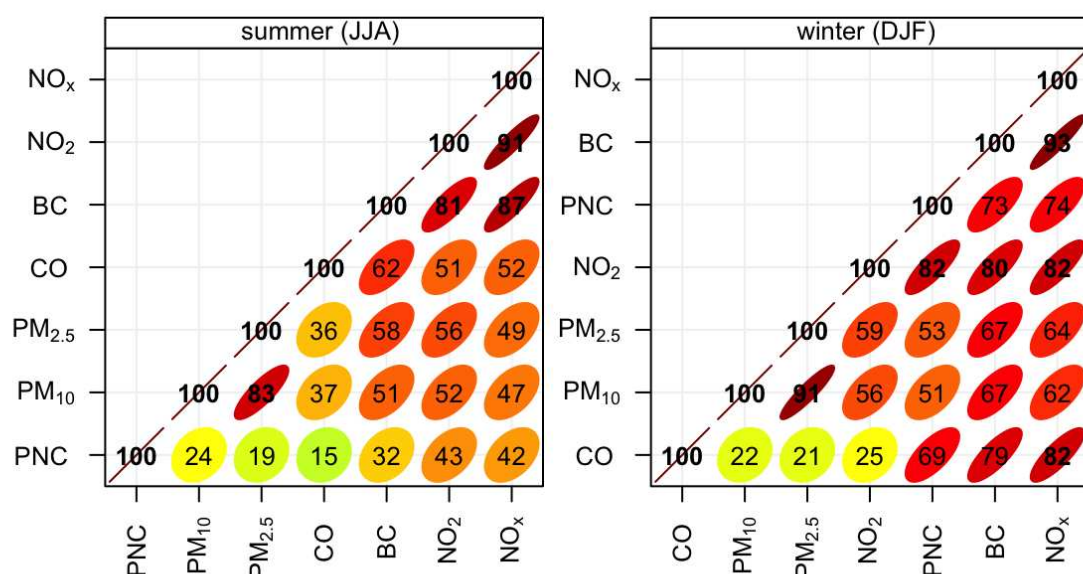 summer (JJA) winter (DJF)
NOx 100 NOx 100
NO2 100 91 BC 100 93
BC 100 81 87 PNC 100 73 74
CO 100 62 51 52 NO2 100 82 80 82
PM2.5 100 36 58 56 49 PM2.5 100 59 53 67 64
PM10 100 83 37 51 52 47 PM10 100 91 56 51 67 62
PNC 100 24 19 15 32 43 42 CO 100 22 21 25 69 79 82
PNC PM10 PM2.5 CO BC NO2 NOx CO PM10 PM2.5 NO2 PNC BC NOx